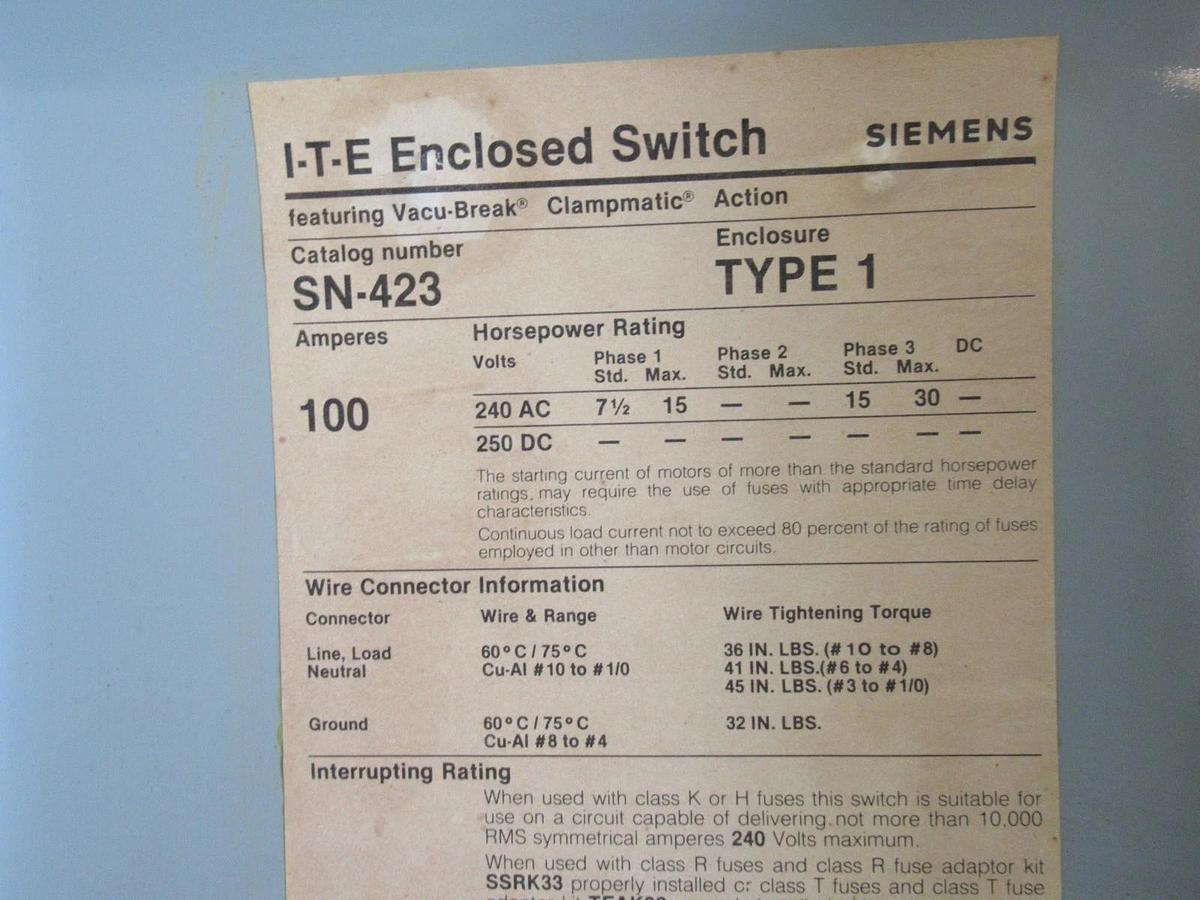 I-T-E Enclosed Switch SIEMENS
featuring Vacu-Break® Clampmatic® Action
Catalog number Enclosure
SN-423 TYPE 1
Amperes Horsepower Rating
Volts Phase 1 Phase 2 Phase 3 DC
Std. Max. Std. Max. Std. Max.
100 240 AC 7½ 15 — — 15 30 —
250 DC — — — — — — —
The starting current of motors of more than the standard horsepower
ratings may require the use of fuses with appropriate time delay
characteristics.
Continuous load current not to exceed 80 percent of the rating of fuses
employed in other than motor circuits.
Wire Connector Information
Connector Wire & Range Wire Tightening Torque
Line, Load 60°C / 75°C 36 IN. LBS. (#10 to #8)
Neutral Cu-Al #10 to #1/0 41 IN. LBS.(#6 to #4)
45 IN. LBS. (#3 to #1/0)
Ground 60°C / 75°C 32 IN. LBS.
Cu-Al #8 to #4
Interrupting Rating
When used with class K or H fuses this switch is suitable for
use on a circuit capable of delivering not more than 10,000
RMS symmetrical amperes 240 Volts maximum.
When used with class R fuses and class R fuse adaptor kit
SSRK33 properly installed or class T fuses and class T fuse